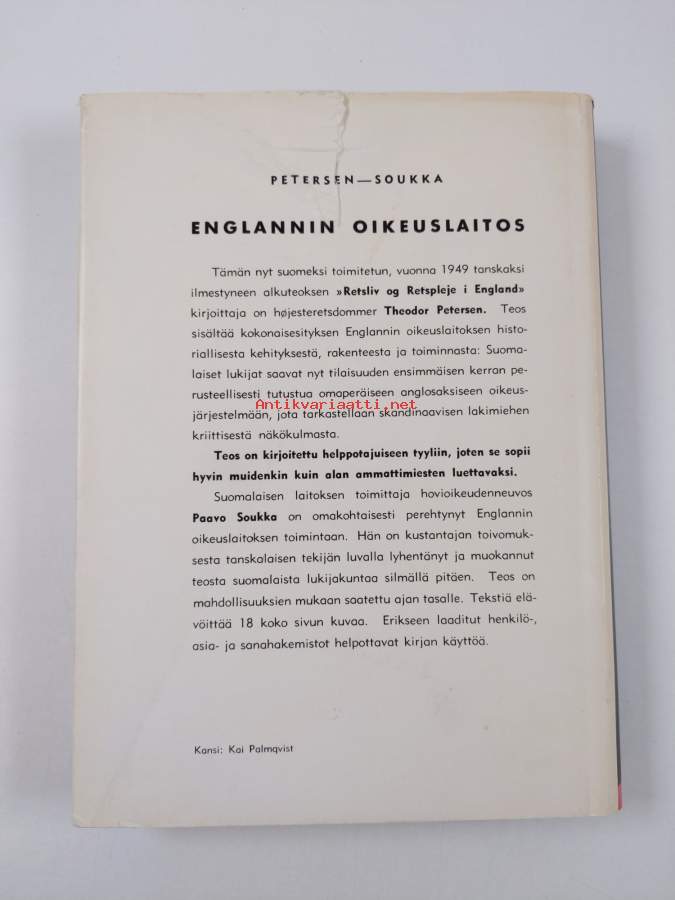 PETERSEN—SOUKKA
ENGLANNIN OIKEUSLAITOS
Tämän nyt suomeksi toimitetun, vuonna 1949 tanskaksi
ilmestyneen alkuteoksen »Retsliv og Retspleje i England»
kirjoittaja on højesteretsdommer Theodor Petersen. Teos
sisältää kokonaisesityksen Englannin oikeuslaitoksen histo-
riallisesta kehityksestä, rakenteesta ja toiminnasta: Suoma-
laiset lukijat saavat nyt tilaisuuden ensimmäisen kerran pe-
rusteellisesti tutustua omaperäiseen anglosaksiseen oikeus-
Antikvariaatti.net
järjestelmään, jota tarkastellaan skandinaavisen lakimiehen
kriittisestä näkökulmasta.
Teos on kirjoitettu helppotajuiseen tyyliin, joten se sopii
hyvin muidenkin kuin alan ammattimiesten luettavaksi.
Suomalaisen laitoksen toimittaja hovioikeudenneuvos
Paavo Soukka on omakohtaisesti perehtynyt Englannin
oikeuslaitoksen toimintaan. Hän on kustantajan toivomuk-
sesta tanskalaisen tekijän luvalla lyhentänyt ja muokannut
teosta suomalaista lukijakuntaa silmällä pitäen. Teos on
mahdollisuuksien mukaan saatettu ajan tasalle. Tekstiä elä-
vöittää 18 koko sivun kuvaa. Erikseen laaditut henkilö-,
asia- ja sanahakemistot helpottavat kirjan käyttöä.
Kansi: Kai Palmqvist